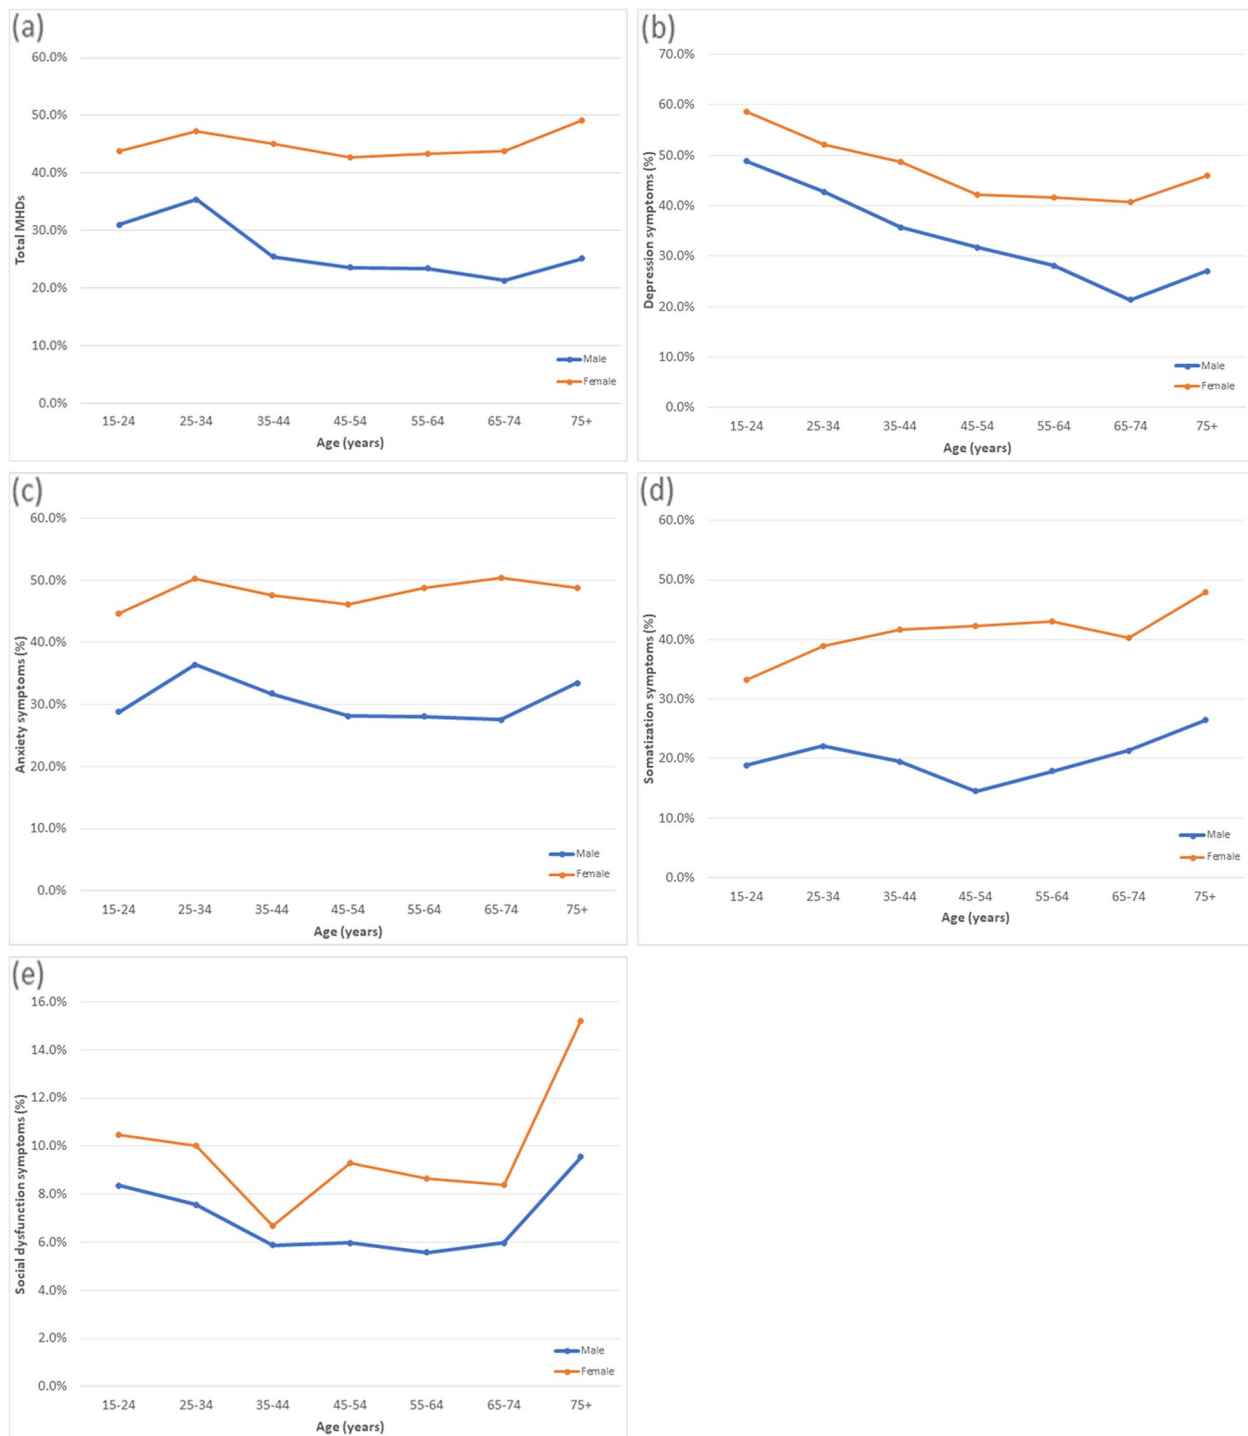 (a)
60.0%
50.0%
40.0%
30.0%
20.0%
10.0%
0.0%
Total MHDs
15-24 25-34 35-44 45-54 55-64 65-74 75+
Age (years)
Male
Female
(b)
70.0%
60.0%
50.0%
40.0%
30.0%
20.0%
10.0%
0.0%
Depression symptoms (%)
15-24 25-34 35-44 45-54 55-64 65-74 75+
Age (years)
Male
Female
(c)
60.0%
50.0%
40.0%
30.0%
20.0%
10.0%
0.0%
Anxiety symptoms (%)
15-24 25-34 35-44 45-54 55-64 65-74 75+
Age (years)
Male
Female
(d)
60.0%
50.0%
40.0%
30.0%
20.0%
10.0%
0.0%
Somatization symptoms (%)
15-24 25-34 35-44 45-54 55-64 65-74 75+
Age (years)
Male
Female
(e)
16.0%
14.0%
12.0%
10.0%
8.0%
6.0%
4.0%
2.0%
0.0%
Social dysfunction symptoms (%)
15-24 25-34 35-44 45-54 55-64 65-74 75+
Age (years)
Male
Female